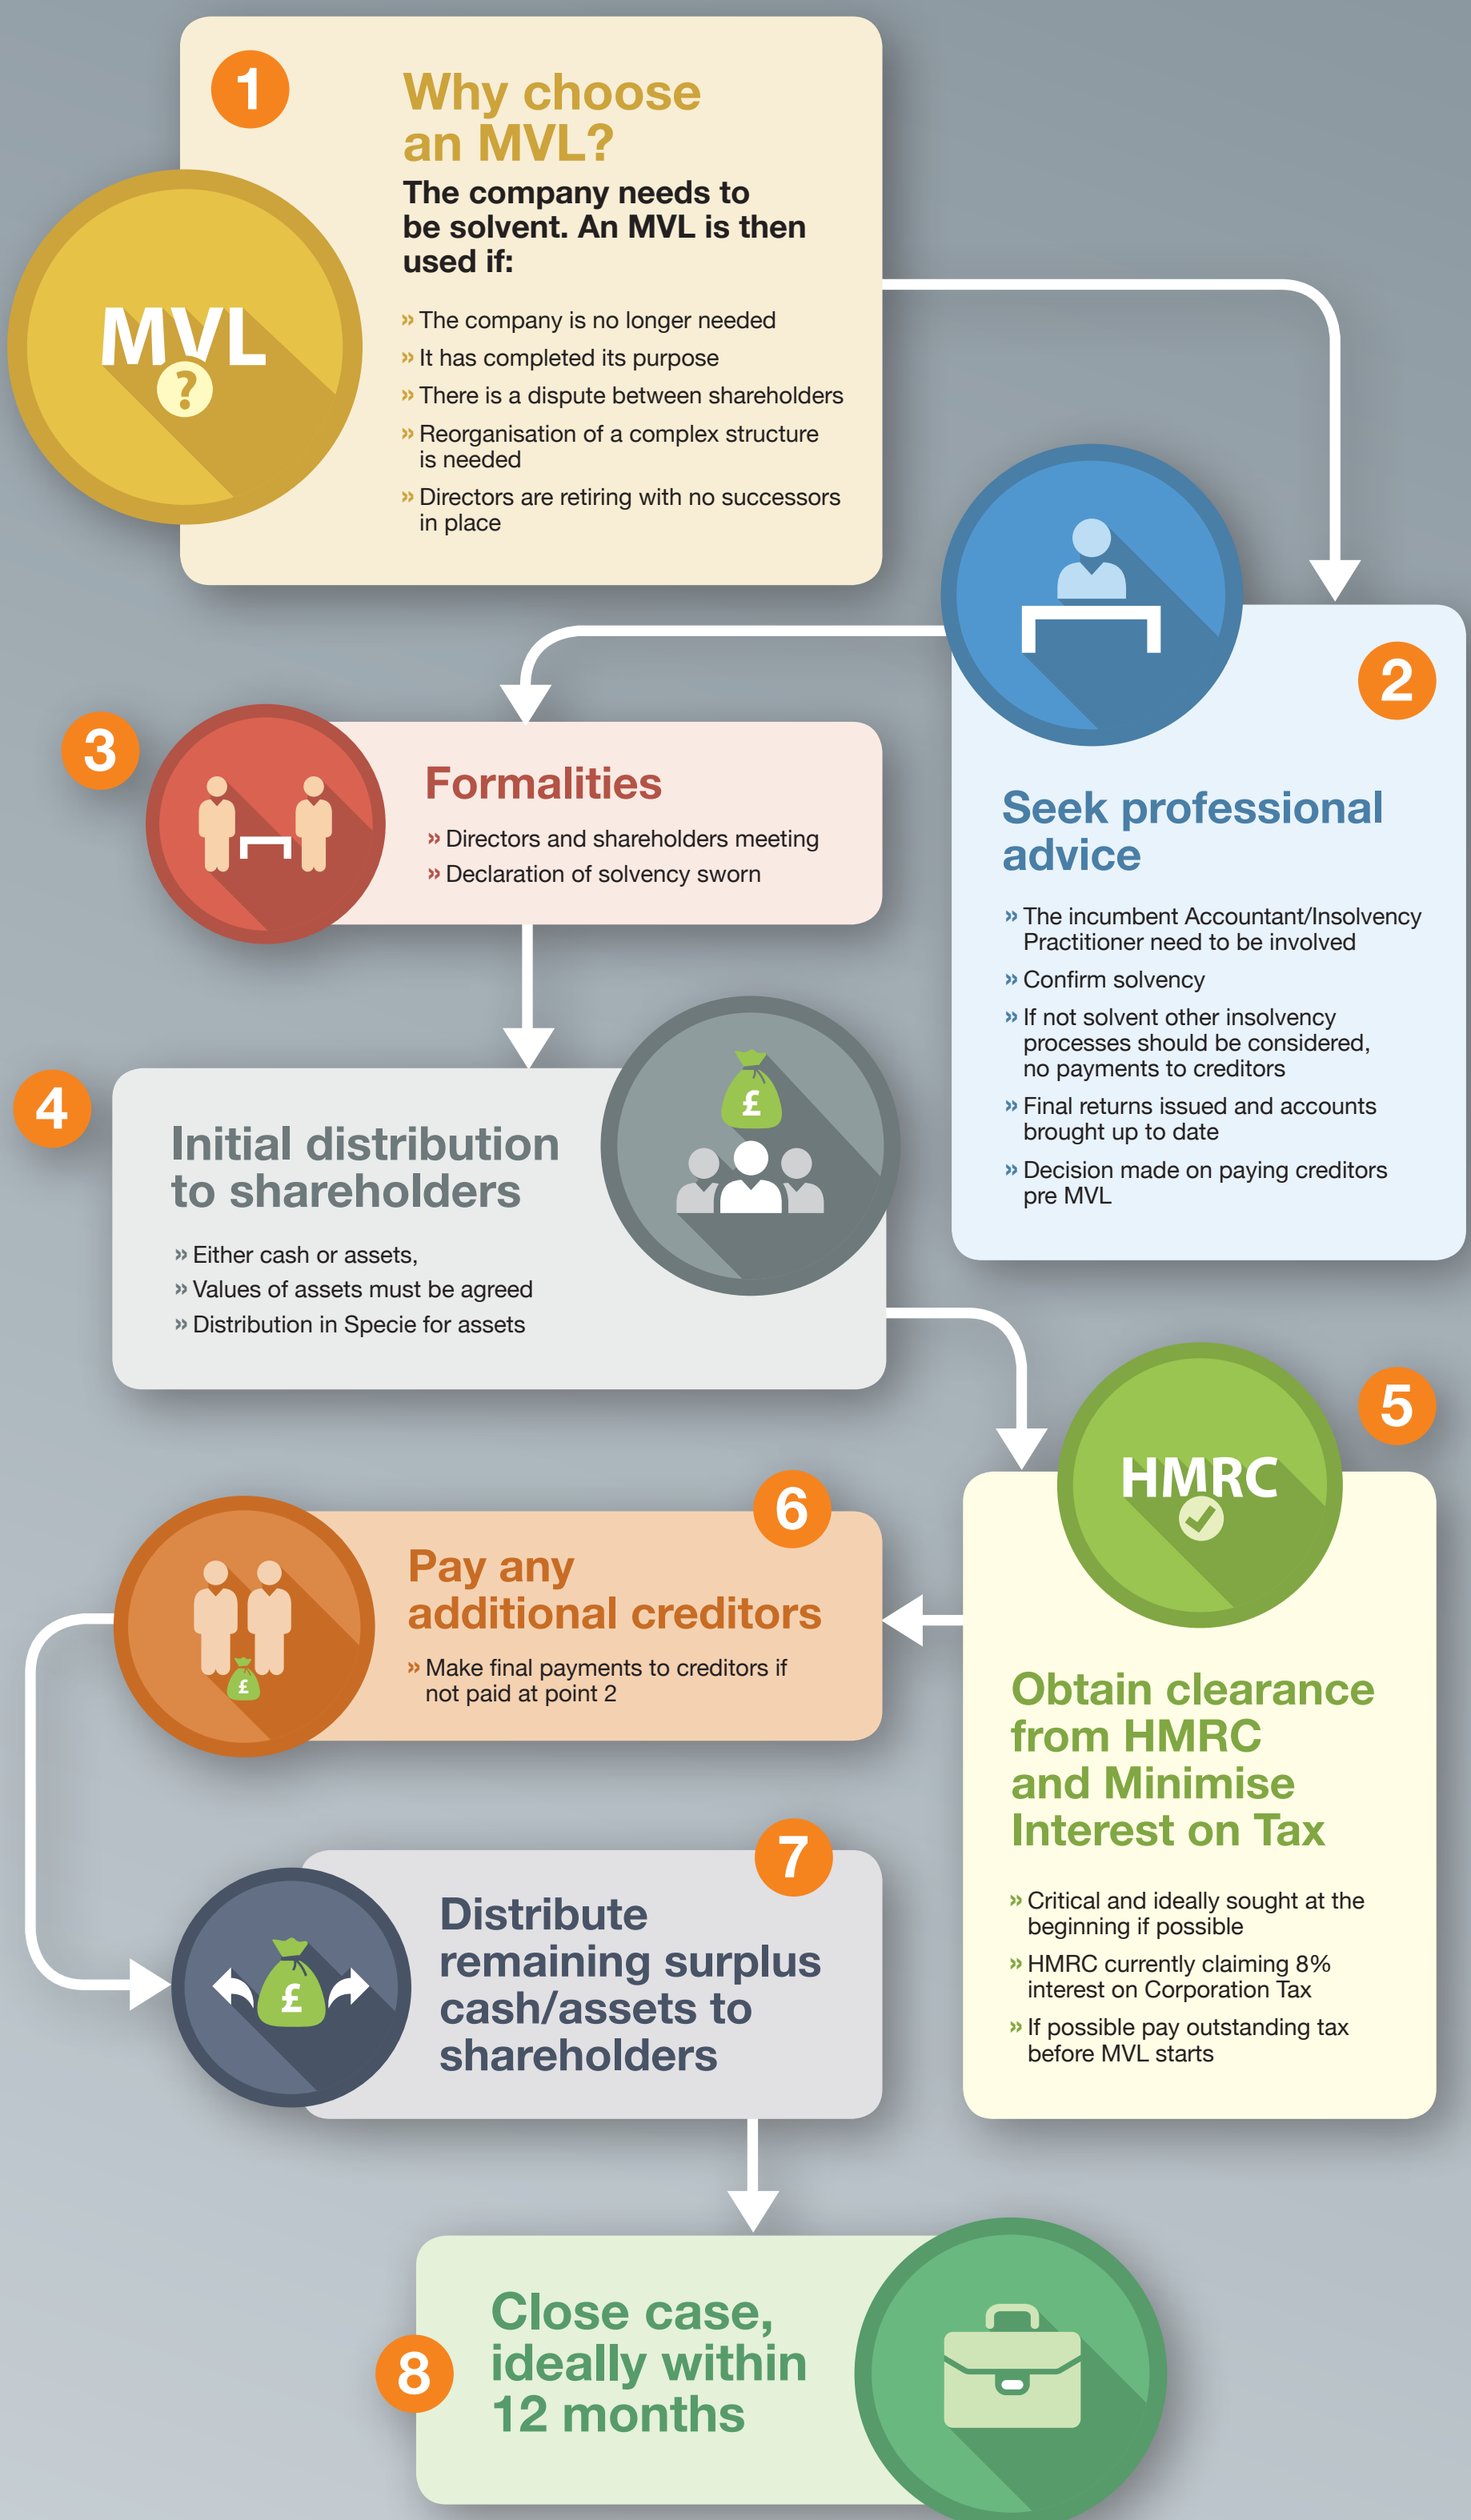 1
Why choose
an MVL?
The company needs to
be solvent. An MVL is then
used if:
MVL
?
» The company is no longer needed
» It has completed its purpose
» There is a dispute between shareholders
» Reorganisation of a complex structure
is needed
» Directors are retiring with no successors
in place
2
Seek professional
advice
» The incumbent Accountant/Insolvency
Practitioner need to be involved
» Confirm solvency
» If not solvent other insolvency
processes should be considered,
no payments to creditors
» Final returns issued and accounts
brought up to date
» Decision made on paying creditors
pre MVL
3
Formalities
» Directors and shareholders meeting
» Declaration of solvency sworn
4
£
Initial distribution
to shareholders
» Either cash or assets,
» Values of assets must be agreed
» Distribution in Specie for assets
5
HMRC
Obtain clearance
from HMRC
and Minimise
Interest on Tax
» Critical and ideally sought at the
beginning if possible
» HMRC currently claiming 8%
interest on Corporation Tax
» If possible pay outstanding tax
before MVL starts
6
Pay any
additional creditors
» Make final payments to creditors if
not paid at point 2
£
7
Distribute
remaining surplus
cash/assets to
shareholders
£
8
Close case,
ideally within
12 months